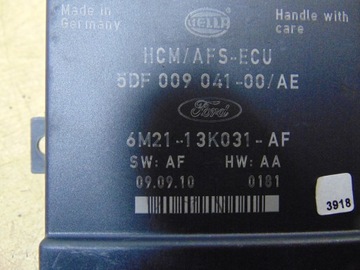 Made in
Germany
HELLA
Handle with
care
HCM/AFS-ECU
5DF 009 041-00/AE
Ford
6M21-13K031-AF
SW: AF HW: AA
09.09.10 0181
3918